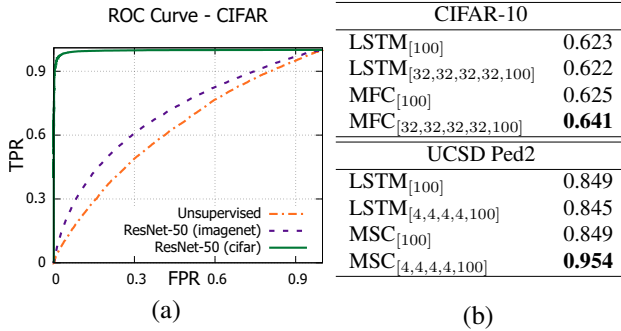 ROC Curve - CIFAR
TPR
0.9
0.6
0.3
0
Unsupervised
ResNet-50 (imagenet)
ResNet-50 (cifar)
0 0.3 0.6 0.9
FPR
(a)
CIFAR-10
LSTM[100] 0.623
LSTM[32,32,32,32,100] 0.622
MFC[100] 0.625
MFC[32,32,32,32,100] 0.641
UCSD Ped2
LSTM[100] 0.849
LSTM[4,4,4,4,100] 0.845
MSC[100] 0.849
MSC[4,4,4,4,100] 0.954
(b)